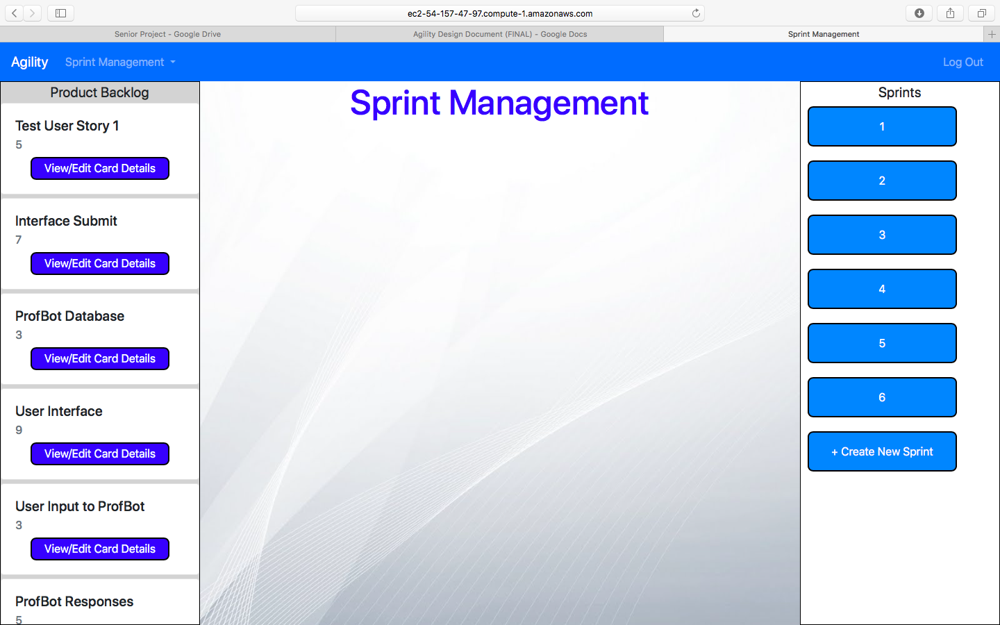 ec2-54-157-47-97.compute-1.amazonaws.com
Senior Project - Google Drive
Agility Design Document (FINAL) - Google Docs
Sprint Management
Agility
Sprint Management
Log Out
Product Backlog
Test User Story 1
5
View/Edit Card Details
Interface Submit
7
View/Edit Card Details
ProfBot Database
3
View/Edit Card Details
User Interface
9
View/Edit Card Details
User Input to ProfBot
3
View/Edit Card Details
ProfBot Responses
5
Sprint Management
Sprints
1
2
3
4
5
6
+ Create New Sprint